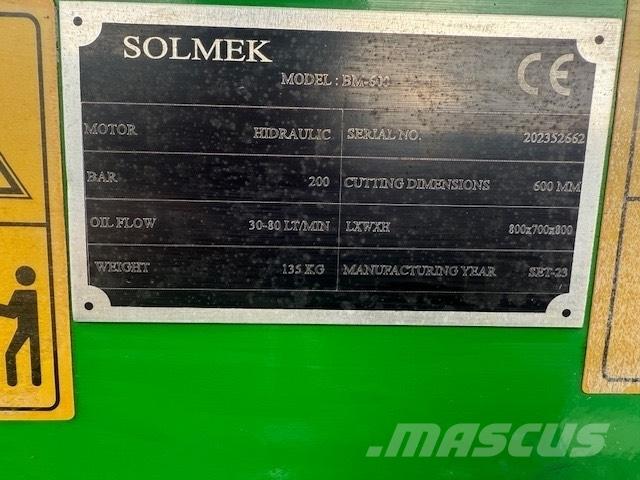 SOLMEK
CE
MODEL : BM-600
MOTOR HIDRAULIC SERIAL NO. 202352662
BAR 200 CUTTING DIMENSIONS 600 MM
OIL FLOW 30-80 LT/MIN LXWXH 800x700x800
WEIGHT 135 KG MANUFACTURING YEAR SET-23
MASCUS